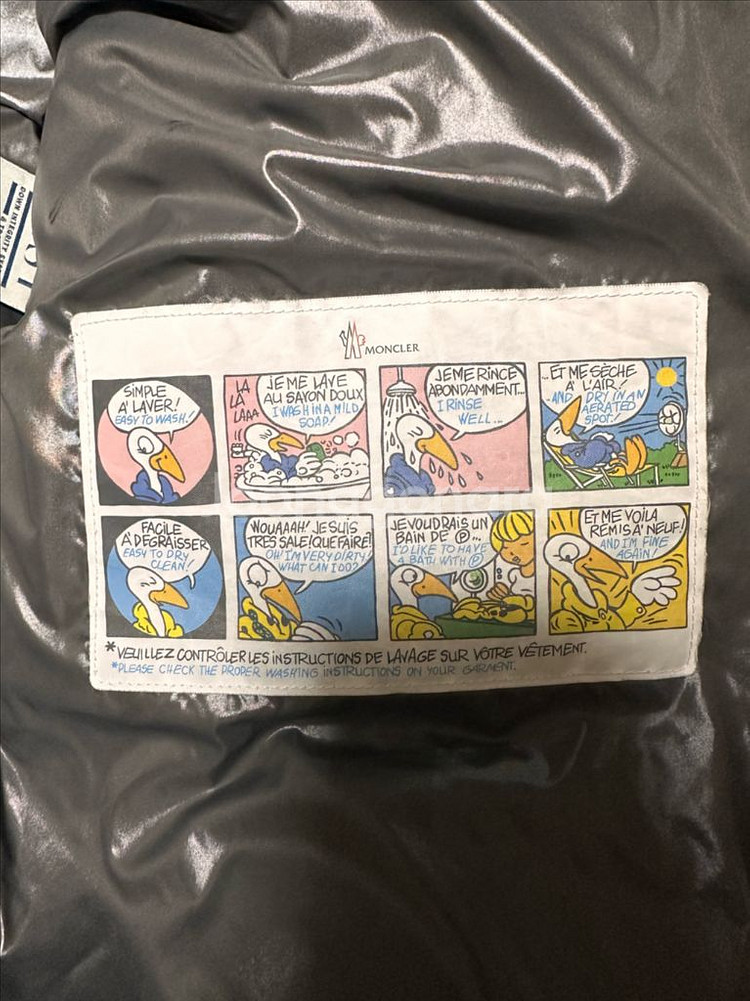 MONCLER
SIMPLE
À LAVER!
EASY TO WASH!
LA
LA
LAAA
JE ME LAVE
AU SAVON DOUX
I WASH IN A MILD
SOAP!
JE ME RINCE
ABONDAMMENT...
I RINSE
WELL...
...ET ME SÈCHE
À L'AIR!
...AND DRY IN AN
AERATED
SPOT!
FACILE
À DÉGRAISSER
EASY TO DRY
CLEAN!
WOUAAAH! JE SUIS
TRÈS SALE! QUE FAIRE?
OH! I'M VERY DIRTY!
WHAT CAN I DO?
JE VOUDRAIS UN
BAIN DE Ⓟ...
I'D LIKE TO HAVE
A BATH WITH Ⓟ
ET ME VOILÀ
REMIS À NEUF!
AND I'M FINE
AGAIN!
*VEUILLEZ CONTRÔLER LES INSTRUCTIONS DE LAVAGE SUR VÔTRE VÊTEMENT.
*PLEASE CHECK THE PROPER WASHING INSTRUCTIONS ON YOUR GARMENT.
DOWN INTEGRITY